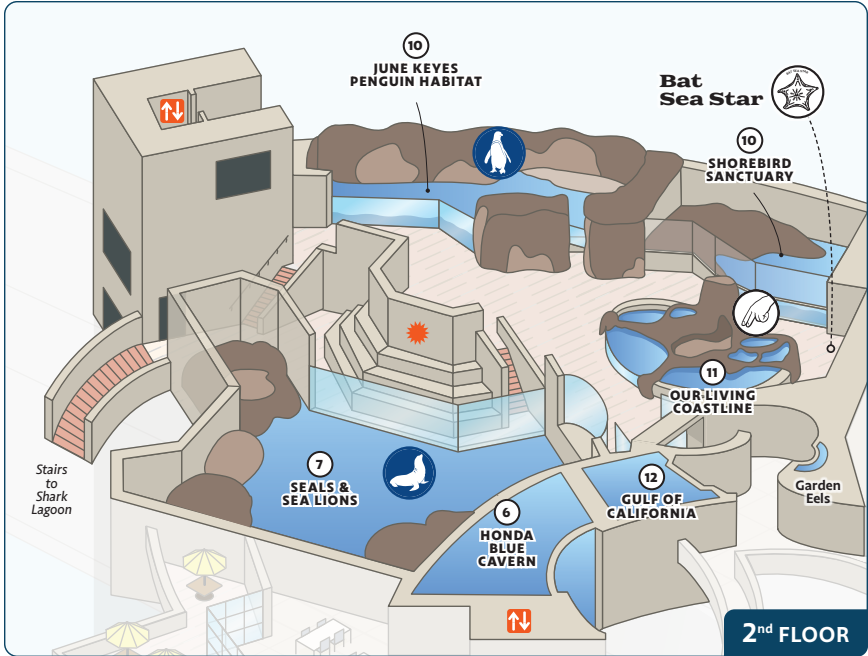 10
JUNE KEYES
PENGUIN HABITAT
Bat
Sea Star
10
SHOREBIRD
SANCTUARY
11
OUR LIVING
COASTLINE
Stairs
to
Shark
Lagoon
7
SEALS &
SEA LIONS
12
GULF OF
CALIFORNIA
Garden
Eels
6
HONDA
BLUE
CAVERN
2nd FLOOR